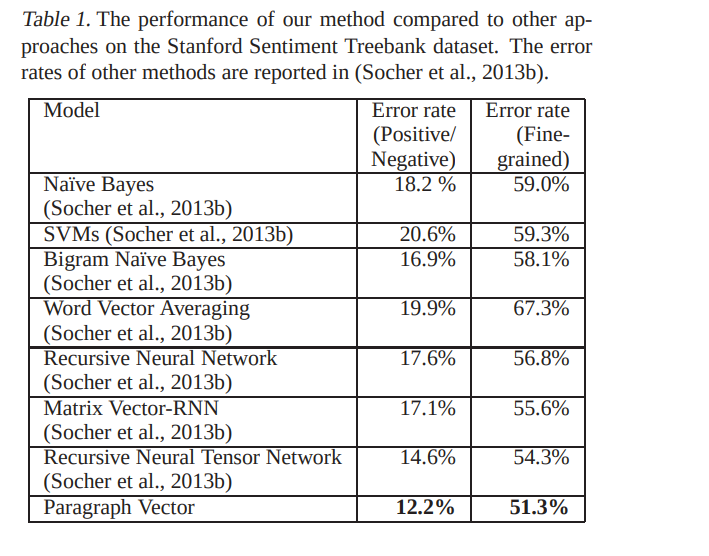 Table 1. The performance of our method compared to other ap-
proaches on the Stanford Sentiment Treebank dataset. The error
rates of other methods are reported in (Socher et al., 2013b).
Model Error rate Error rate
(Positive/ (Fine-
Negative) grained)
Naïve Bayes 18.2 % 59.0%
(Socher et al., 2013b)
SVMs (Socher et al., 2013b) 20.6% 59.3%
Bigram Naïve Bayes 16.9% 58.1%
(Socher et al., 2013b)
Word Vector Averaging 19.9% 67.3%
(Socher et al., 2013b)
Recursive Neural Network 17.6% 56.8%
(Socher et al., 2013b)
Matrix Vector-RNN 17.1% 55.6%
(Socher et al., 2013b)
Recursive Neural Tensor Network 14.6% 54.3%
(Socher et al., 2013b)
Paragraph Vector 12.2% 51.3%